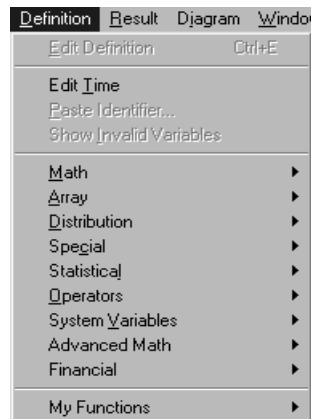 Definition Result Diagram Windo
Edit Definition Ctrl+E
Edit Time
Paste Identifier...
Show Invalid Variables
Math
Array
Distribution
Special
Statistical
Operators
System Variables
Advanced Math
Financial
My Functions